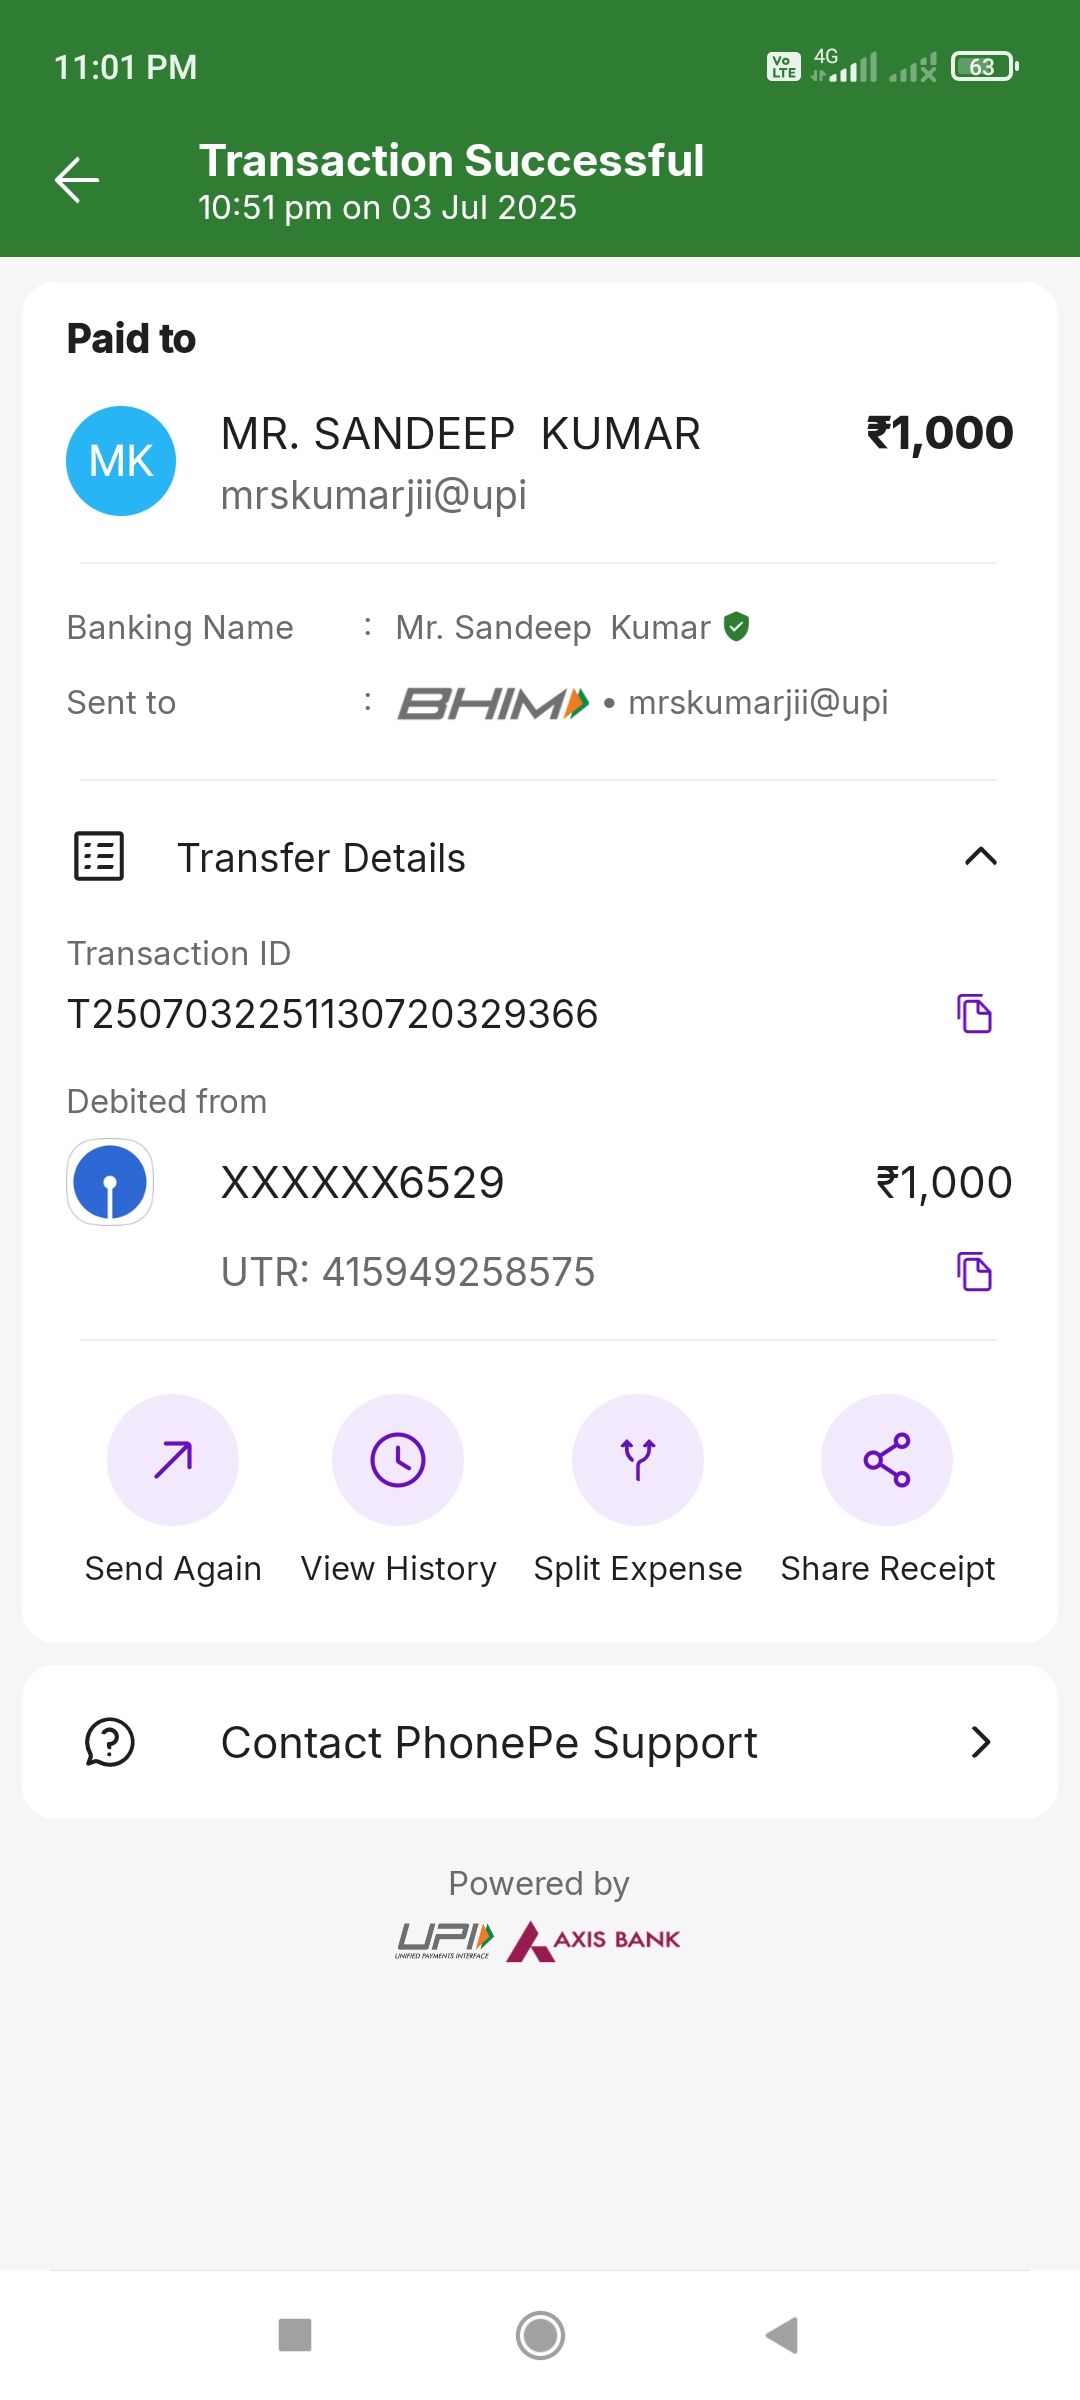 11:01 PM
Vo LTE 4G 63
Transaction Successful
10:51 pm on 03 Jul 2025
Paid to
MK
MR. SANDEEP  KUMAR ₹1,000
mrskumarjii@upi
Banking Name : Mr. Sandeep  Kumar
Sent to : BHIM • mrskumarjii@upi
Transfer Details
Transaction ID
T2507032251130720329366
Debited from
XXXXXX6529 ₹1,000
UTR: 415949258575
Send Again View History Split Expense Share Receipt
Contact PhonePe Support
Powered by
UPI AXIS BANK
UNIFIED PAYMENTS INTERFACE